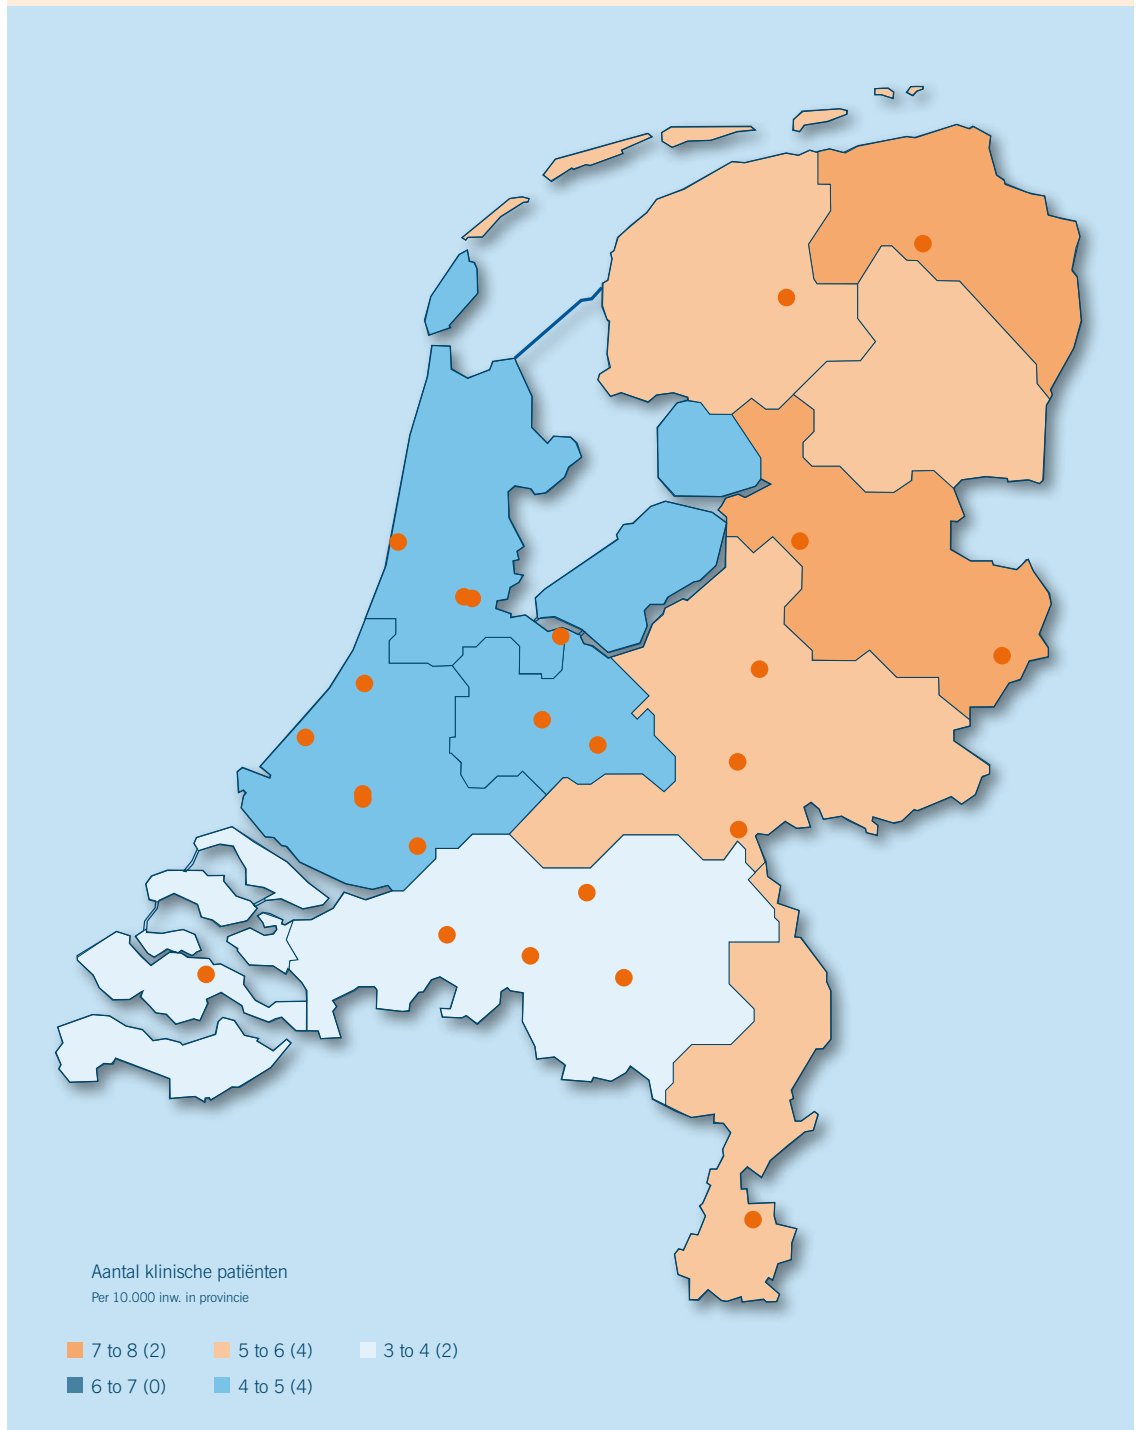 Aantal klinische patiënten
Per 10.000 inw. in provincie
7 to 8 (2)
5 to 6 (4)
3 to 4 (2)
6 to 7 (0)
4 to 5 (4)